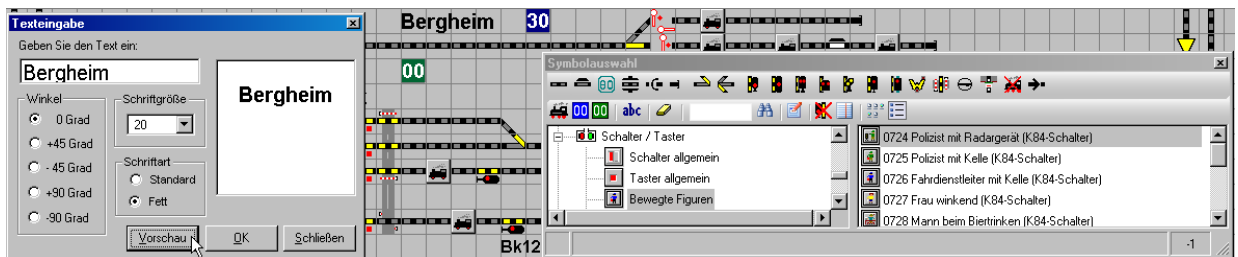 Texteingabe
Geben Sie den Text ein:
Bergheim
Winkel
0 Grad
+45 Grad
- 45 Grad
+90 Grad
-90 Grad
Schriftgröße
20
Schriftart
Standard
Fett
Bergheim
Vorschau
OK
Schließen
Bergheim
30
00
Bk12
Symbolauswahl
80
00 00 abc
Schalter / Taster
Schalter allgemein
Taster allgemein
Bewegte Figuren
0724 Polizist mit Radargerät (K84-Schalter)
0725 Polizist mit Kelle (K84-Schalter)
0726 Fahrdienstleiter mit Kelle (K84-Schalter)
0727 Frau winkend (K84-Schalter)
0728 Mann beim Biertrinken (K84-Schalter)
-1